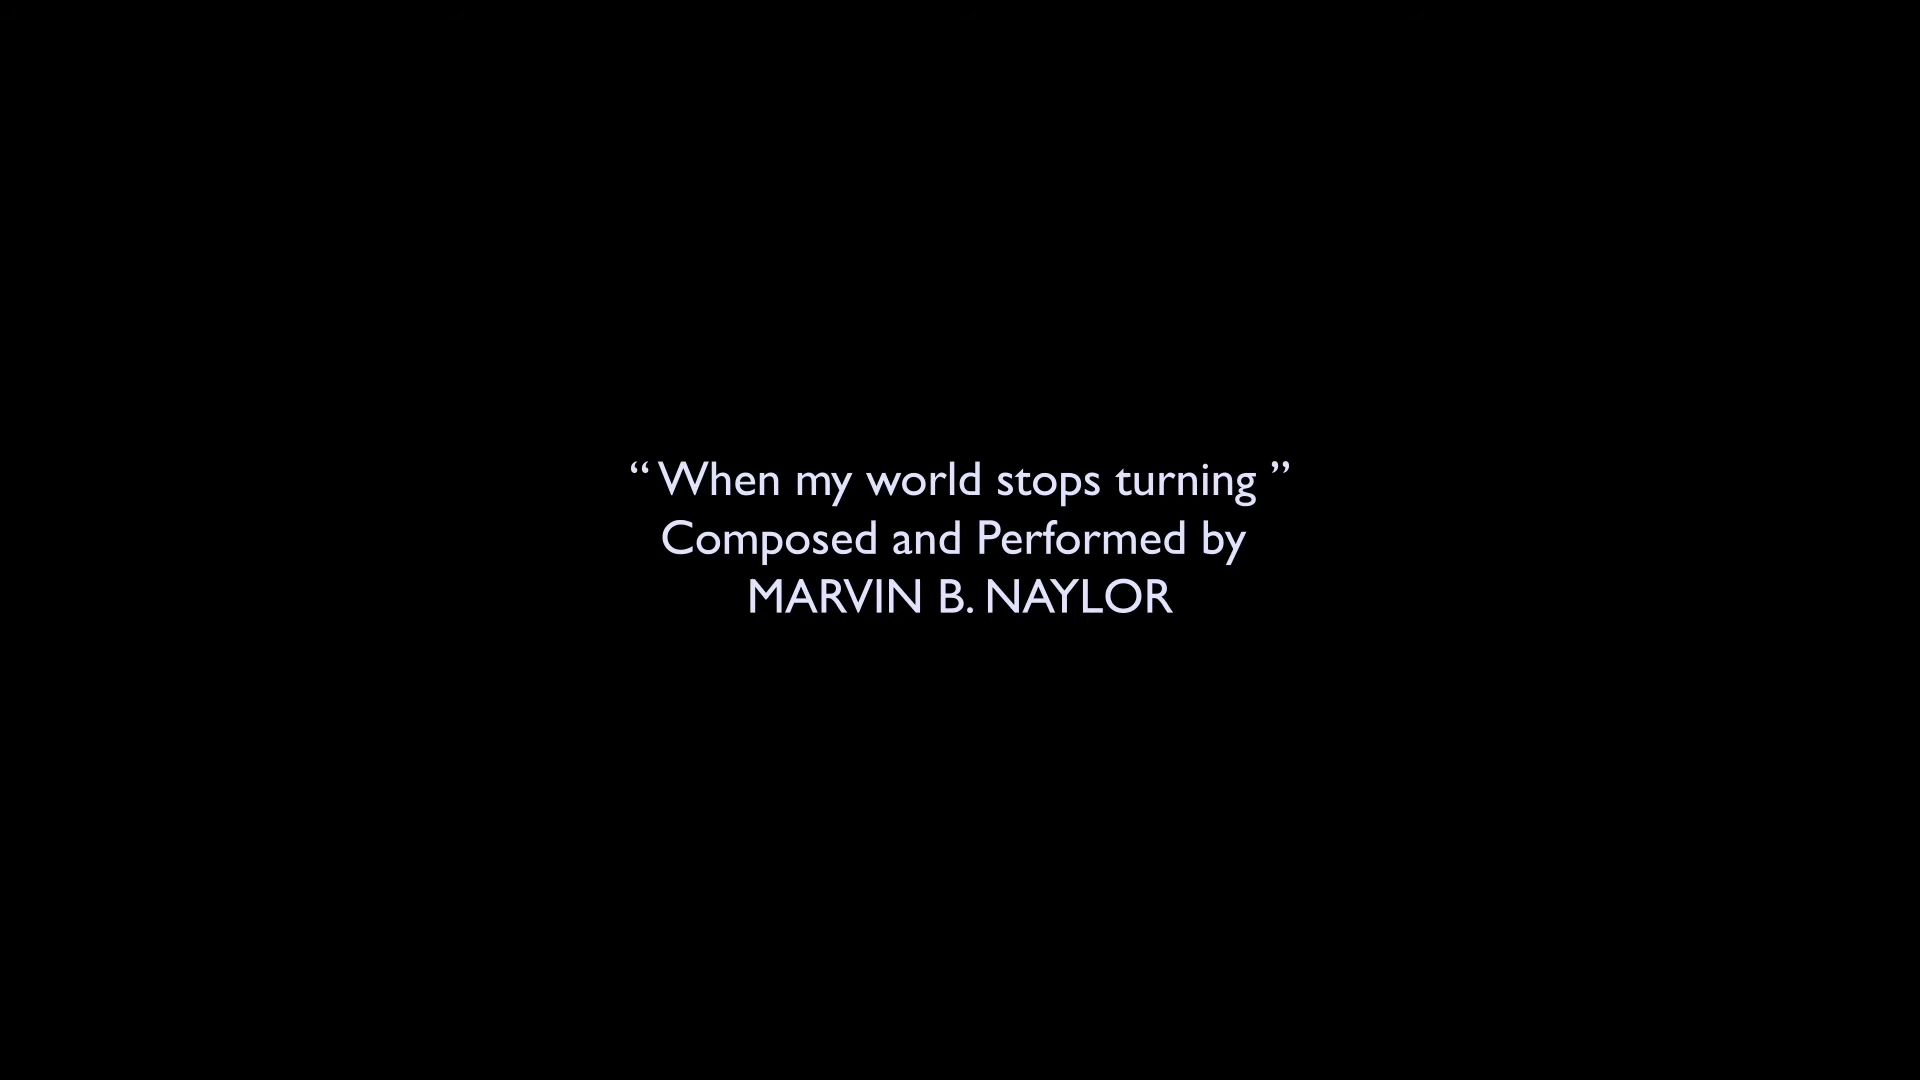 “ When my world stops turning ”
Composed and Performed by
MARVIN B. NAYLOR